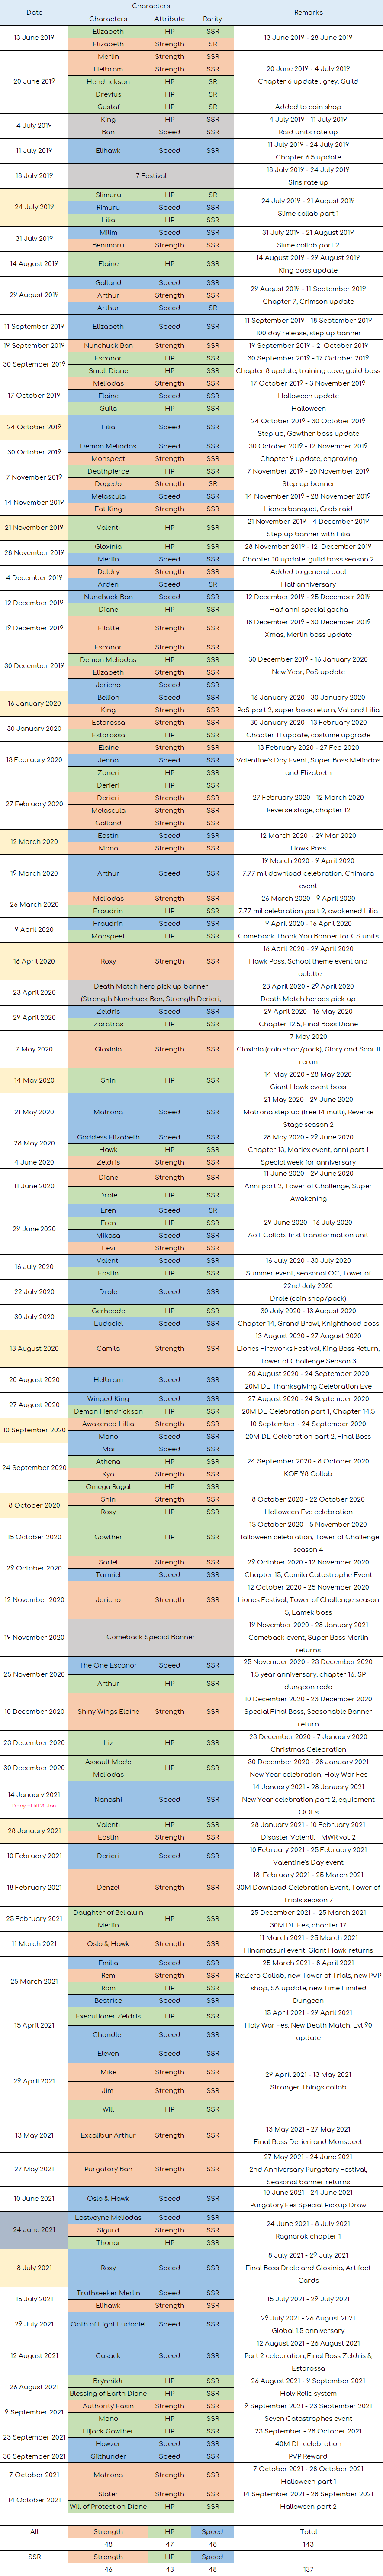 Date Characters Remarks
Characters Attribute Rarity
13 June 2019 Elizabeth HP SSR 13 June 2019 - 28 June 2019
Elizabeth Strength SR
20 June 2019 Merlin Strength SSR 20 June 2019 - 4 July 2019
Helbram Strength SSR Chapter 6 update , grey, Guild
Hendrickson HP SR
Dreyfus HP SR
Gustaf HP SR Added to coin shop
4 July 2019 King HP SSR 4 July 2019 - 11 July 2019
Ban Speed SSR Raid units rate up
11 July 2019 Elihawk Speed SSR 11 July 2019 - 24 July 2019
Chapter 6.5 update
18 July 2019 7 Festival 18 July 2019 - 24 July 2019
Sins rate up
24 July 2019 Slimuru HP SR 24 July 2019 - 21 August 2019
Rimuru Speed SSR Slime collab part 1
Lilia HP SSR
31 July 2019 Milim Speed SSR 31 July 2019 - 21 August 2019
Benimaru Strength SSR Slime collab part 2
14 August 2019 Elaine HP SSR 14 August 2019 - 29 August 2019
King boss update
29 August 2019 Galland Speed SSR 29 August 2019 - 11 September 2019
Arthur Strength SSR Chapter 7, Crimson update
Arthur Speed SR
11 September 2019 Elizabeth Speed SSR 11 September 2019 - 18 September 2019
100 day release, step up banner
19 September 2019 Nunchuck Ban Strength SSR 19 September 2019 - 2 October 2019
30 September 2019 Escanor HP SSR 30 September 2019 - 17 October 2019
Small Diane HP SSR Chapter 8 update, training cave, guild boss
17 October 2019 Meliodas Strength SSR 17 October 2019 - 3 November 2019
Elaine Speed SSR Halloween update
Guila HP SSR Halloween
24 October 2019 Lilia Speed SSR 24 October 2019 - 30 October 2019
Step up, Gowther boss update
30 October 2019 Demon Meliodas Speed SSR 30 October 2019 - 12 November 2019
Monspeet Strength SSR Chapter 9 update, engraving
7 November 2019 Deathpierce HP SSR 7 November 2019 - 20 November 2019
Dogedo Strength SR Step up banner
14 November 2019 Melascula Speed SSR 14 November 2019 - 28 November 2019
Fat King Strength SSR Liones banquet, Crab raid
21 November 2019 Valenti HP SSR 21 November 2019 - 4 December 2019
Step up banner with Lilia
28 November 2019 Gloxinia HP SSR 28 November 2019 - 12 December 2019
Merlin Speed SSR Chapter 10 update, guild boss season 2
4 December 2019 Deldry Strength SSR Added to general pool
Arden Speed SR Half anniversary
12 December 2019 Nunchuck Ban Speed SSR 12 December 2019 - 25 December 2019
Diane HP SSR Half anni special gacha
19 December 2019 Ellatte Strength SSR 18 December 2019 - 30 December 2019
Xmas, Merlin boss update
30 December 2019 Escanor Strength SSR 30 December 2019 - 16 January 2020
Demon Meliodas HP SSR New Year, PoS update
Elizabeth Strength SSR
Jericho Speed SSR
16 January 2020 Bellion Speed SSR 16 January 2020 - 30 January 2020
King Strength SSR PoS part 2, super boss return, Val and Lilia
30 January 2020 Estarossa Strength SSR 30 January 2020 - 13 February 2020
Estarossa HP SSR Chapter 11 update, costume upgrade
13 February 2020 Elaine Strength SSR 13 February 2020 - 27 Feb 2020
Jenna Speed SSR Valentine's Day Event, Super Boss Meliodas
Zaneri HP SSR and Elizabeth
27 February 2020 Derieri HP SSR 27 February 2020 - 12 March 2020
Derieri Strength SSR Reverse stage, chapter 12
Melascula Strength SSR
Galland Strength SSR
12 March 2020 Eastin Speed SSR 12 March 2020 - 29 Mar 2020
Mono Strength SSR Hawk Pass
19 March 2020 Arthur Speed SSR 19 March 2020 - 9 April 2020
7.77 mil download celebration, Chimara
event
26 March 2020 Meliodas Strength SSR 26 March 2020 - 9 April 2020
Fraudrin HP SSR 7.77 mil celebration part 2, awakened Lilia
9 April 2020 Fraudrin Speed SSR 9 April 2020 - 16 April 2020
Monspeet HP SSR Comeback Thank You Banner for CS units
16 April 2020 Roxy Strength SSR 16 April 2020 - 29 April 2020
Hawk Pass, School theme event and
roulette
23 April 2020 Death Match hero pick up banner 23 April 2020 - 29 April 2020
(Strength Nunchuck Ban, Strength Derieri, Death Match heroes pick up
29 April 2020 Zeldris Speed SSR 29 April 2020 - 16 May 2020
Zaratras HP SSR Chapter 12.5, Final Boss Diane
7 May 2020 Gloxinia Strength SSR 7 May 2020
Gloxinia (coin shop/pack), Glory and Scar II
rerun
14 May 2020 Shin HP SSR 14 May 2020 - 28 May 2020
Giant Hawk event boss
21 May 2020 Matrona Speed SSR 21 May 2020 - 29 June 2020
Matrona step up (free 14 multi), Reverse
Stage season 2
28 May 2020 Goddess Elizabeth Speed SSR 28 May 2020 - 29 June 2020
Hawk HP SSR Chapter 13, Marlex event, anni part 1
4 June 2020 Zeldris Strength SSR Special week for anniversary
11 June 2020 Diane Strength SSR 11 June 2020 - 29 June 2020
Drole HP SSR Anni part 2, Tower of Challenge, Super
Awakening
29 June 2020 Eren Speed SR 29 June 2020 - 16 July 2020
Eren HP SSR AoT Collab, first transformation unit
Mikasa Speed SSR
Levi Strength SSR
16 July 2020 Valenti Speed SSR 16 July 2020 - 30 July 2020
Eastin HP SSR Summer event, seasonal OC, Tower of
22 July 2020 Drole Speed SSR 22nd July 2020
Drole (coin shop/pack)
30 July 2020 Gerheade HP SSR 30 July 2020 - 13 August 2020
Ludociel Speed SSR Chapter 14, Grand Brawl, Knighthood boss
13 August 2020 Camila Strength SSR 13 August 2020 - 27 August 2020
Liones Fireworks Festival, King Boss Return,
Tower of Challenge Season 3
20 August 2020 Helbram Speed SSR 20 August 2020 - 24 September 2020
20M DL Thanksgiving Celebration Eve
27 August 2020 Winged King Speed SSR 27 August 2020 - 24 September 2020
Demon Hendrickson HP SSR 20M DL Celebration part 1, Chapter 14.5
10 September 2020 Awakened Lillia Strength SSR 10 September - 24 September 2020
Mono Speed SSR 20M DL Celebration part 2, Final Boss
24 September 2020 Mai Speed SSR 24 September 2020 - 8 October 2020
Athena HP SSR KOF '98 Collab
Kyo Strength SSR
Omega Rugal HP SSR
8 October 2020 Shin Strength SSR 8 October 2020 - 22 October 2020
Roxy HP SSR Halloween Eve celebration
15 October 2020 Gowther HP SSR 15 October 2020 - 5 November 2020
Halloween celebration, Tower of Challenge
season 4
29 October 2020 Sariel Strength SSR 29 October 2020 - 12 November 2020
Tarmiel Speed SSR Chapter 15, Camila Catastrophe Event
12 November 2020 Jericho Strength SSR 12 October 2020 - 25 November 2020
Liones Festival, Tower of Challenge season
5, Lamek boss
19 November 2020 Comeback Special Banner 19 November 2020 - 28 January 2021
Comeback event, Super Boss Merlin
returns
25 November 2020 The One Escanor Speed SSR 25 November 2020 - 23 December 2020
Arthur HP SSR 1.5 year anniversary, chapter 16, SP
dungeon redo
10 December 2020 Shiny Wings Elaine Strength SSR 10 December 2020 - 23 December 2020
Special Final Boss, Seasonable Banner
return
23 December 2020 Liz HP SSR 23 December 2020 - 7 January 2020
Christmas Celebration
30 December 2020 Assault Mode HP SSR 30 December 2020 - 28 January 2021
Meliodas New Year celebration, Holy War Fes
14 January 2021 Nanashi Speed SSR 14 January 2021 - 28 January 2021
Delayed till 20 Jan New Year celebration part 2, equipment
QOLs
28 January 2021 Valenti HP SSR 28 January 2021 - 10 February 2021
Eastin Strength SSR Disaster Valenti, TMWR vol. 2
10 February 2021 Derieri Speed SSR 10 February 2021 - 25 February 2021
Valentine's Day event
18 February 2021 Denzel Strength SSR 18 February 2021 - 25 March 2021
30M Download Celebration Event, Tower of
Trials season 7
25 February 2021 Daughter of Belialuin HP SSR 25 December 2021 - 25 March 2021
Merlin 30M DL Fes, chapter 17
11 March 2021 Oslo & Hawk Strength SSR 11 March 2021 - 25 March 2021
Hinamatsuri event, Giant Hawk returns
25 March 2021 Emilia Speed SSR 25 March 2021 - 8 April 2021
Rem Strength SSR Re:Zero Collab, new Tower of Trials, new PVP
Ram HP SSR shop, SA update, new Time Limited
Beatrice Speed SSR Dungeon
15 April 2021 Executioner Zeldris HP SSR 15 April 2021 - 29 April 2021
Chandler Speed SSR Holy War Fes, New Death Match, Lvl 90
update
29 April 2021 Eleven Speed SSR 29 April 2021 - 13 May 2021
Mike Strength SSR Stranger Things collab
Jim Strength SSR
Will HP SSR
13 May 2021 Excalibur Arthur Strength SSR 13 May 2021 - 27 May 2021
Final Boss Derieri and Monspeet
27 May 2021 Purgatory Ban Strength SSR 27 May 2021 - 24 June 2021
2nd Anniversary Purgatory Festival,
Seasonal banner returns
10 June 2021 Oslo & Hawk Speed SSR 10 June 2021 - 24 June 2021
Purgatory Fes Special Pickup Draw
24 June 2021 Lostvayne Meliodas Speed SSR 24 June 2021 - 8 July 2021
Sigurd Strength SSR Ragnarok chapter 1
Thonar HP SSR
8 July 2021 Roxy Speed SSR 8 July 2021 - 29 July 2021
Final Boss Drole and Gloxinia, Artifact
Cards
15 July 2021 Truthseeker Merlin Speed SSR 15 July 2021 - 29 July 2021
Elihawk Strength SSR
29 July 2021 Oath of Light Ludociel Speed SSR 29 July 2021 - 26 August 2021
Global 1.5 anniversary
12 August 2021 Cusack Speed SSR 12 August 2021 - 26 August 2021
Part 2 celebration, Final Boss Zeldris &
Estarossa
26 August 2021 Brynhildr HP SSR 26 August 2021 - 9 September 2021
Blessing of Earth Diane HP SSR Holy Relic system
9 September 2021 Authority Easin Strength SSR 9 September 2021 - 23 September 2021
Mono HP SSR Seven Catastrophes event
23 September 2021 Hijack Gowther HP SSR 23 September - 28 October 2021
Howzer Speed SSR 40M DL celebration
30 September 2021 Gilthunder Speed SSR PVP Reward
7 October 2021 Matrona Strength SSR 7 October 2021 - 28 October 2021
Halloween part 1
14 October 2021 Slater Strength SSR 14 September 2021 - 28 September 2021
Will of Protection Diane HP SSR Halloween part 2
All Strength HP Speed Total
48 47 48 143
SSR Strength HP Speed
46 43 48 137